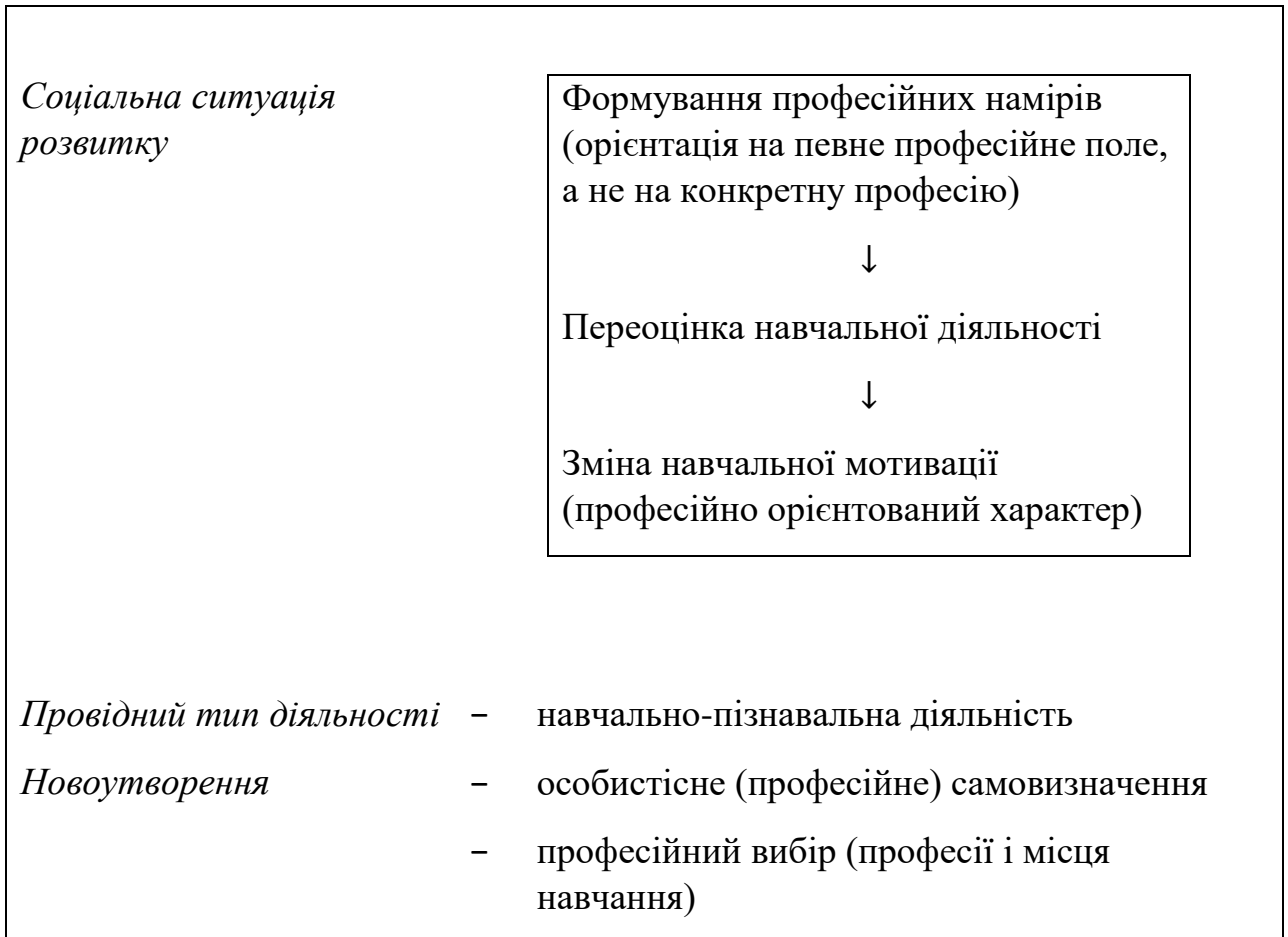 Соціальна ситуація
розвитку
Формування професійних намірів
(орієнтація на певне професійне поле,
а не на конкретну професію)
↓
Переоцінка навчальної діяльності
↓
Зміна навчальної мотивації
(професійно орієнтований характер)
Провідний тип діяльності – навчально-пізнавальна діяльність
Новоутворення – особистісне (професійне) самовизначення
– професійний вибір (професії і місця
навчання)